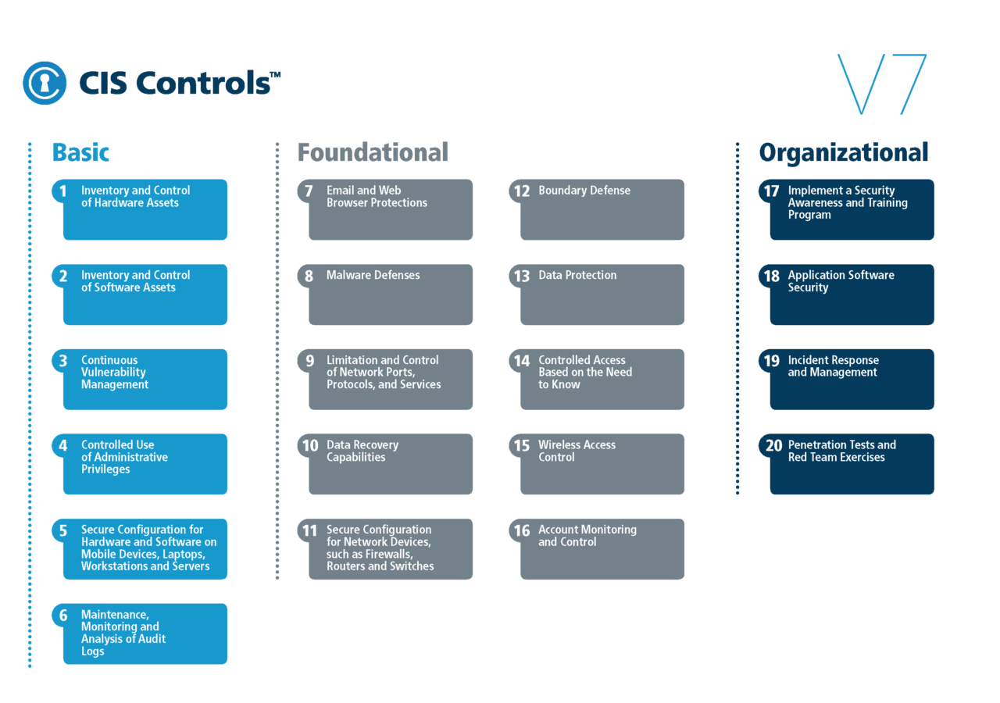 CIS Controls™
V7
Basic
1 Inventory and Control
of Hardware Assets
2 Inventory and Control
of Software Assets
3 Continuous
Vulnerability
Management
4 Controlled Use
of Administrative
Privileges
5 Secure Configuration for
Hardware and Software on
Mobile Devices, Laptops,
Workstations and Servers
6 Maintenance,
Monitoring and
Analysis of Audit
Logs
Foundational
7 Email and Web
Browser Protections
8 Malware Defenses
9 Limitation and Control
of Network Ports,
Protocols, and Services
10 Data Recovery
Capabilities
11 Secure Configuration
for Network Devices,
such as Firewalls,
Routers and Switches
12 Boundary Defense
13 Data Protection
14 Controlled Access
Based on the Need
to Know
15 Wireless Access
Control
16 Account Monitoring
and Control
Organizational
17 Implement a Security
Awareness and Training
Program
18 Application Software
Security
19 Incident Response
and Management
20 Penetration Tests and
Red Team Exercises